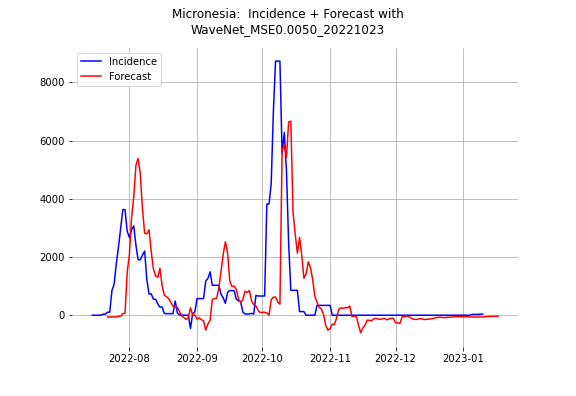 Micronesia:  Incidence + Forecast with
WaveNet_MSE0.0050_20221023
Incidence
Forecast
8000
6000
4000
2000
0
2022-08
2022-09
2022-10
2022-11
2022-12
2023-01